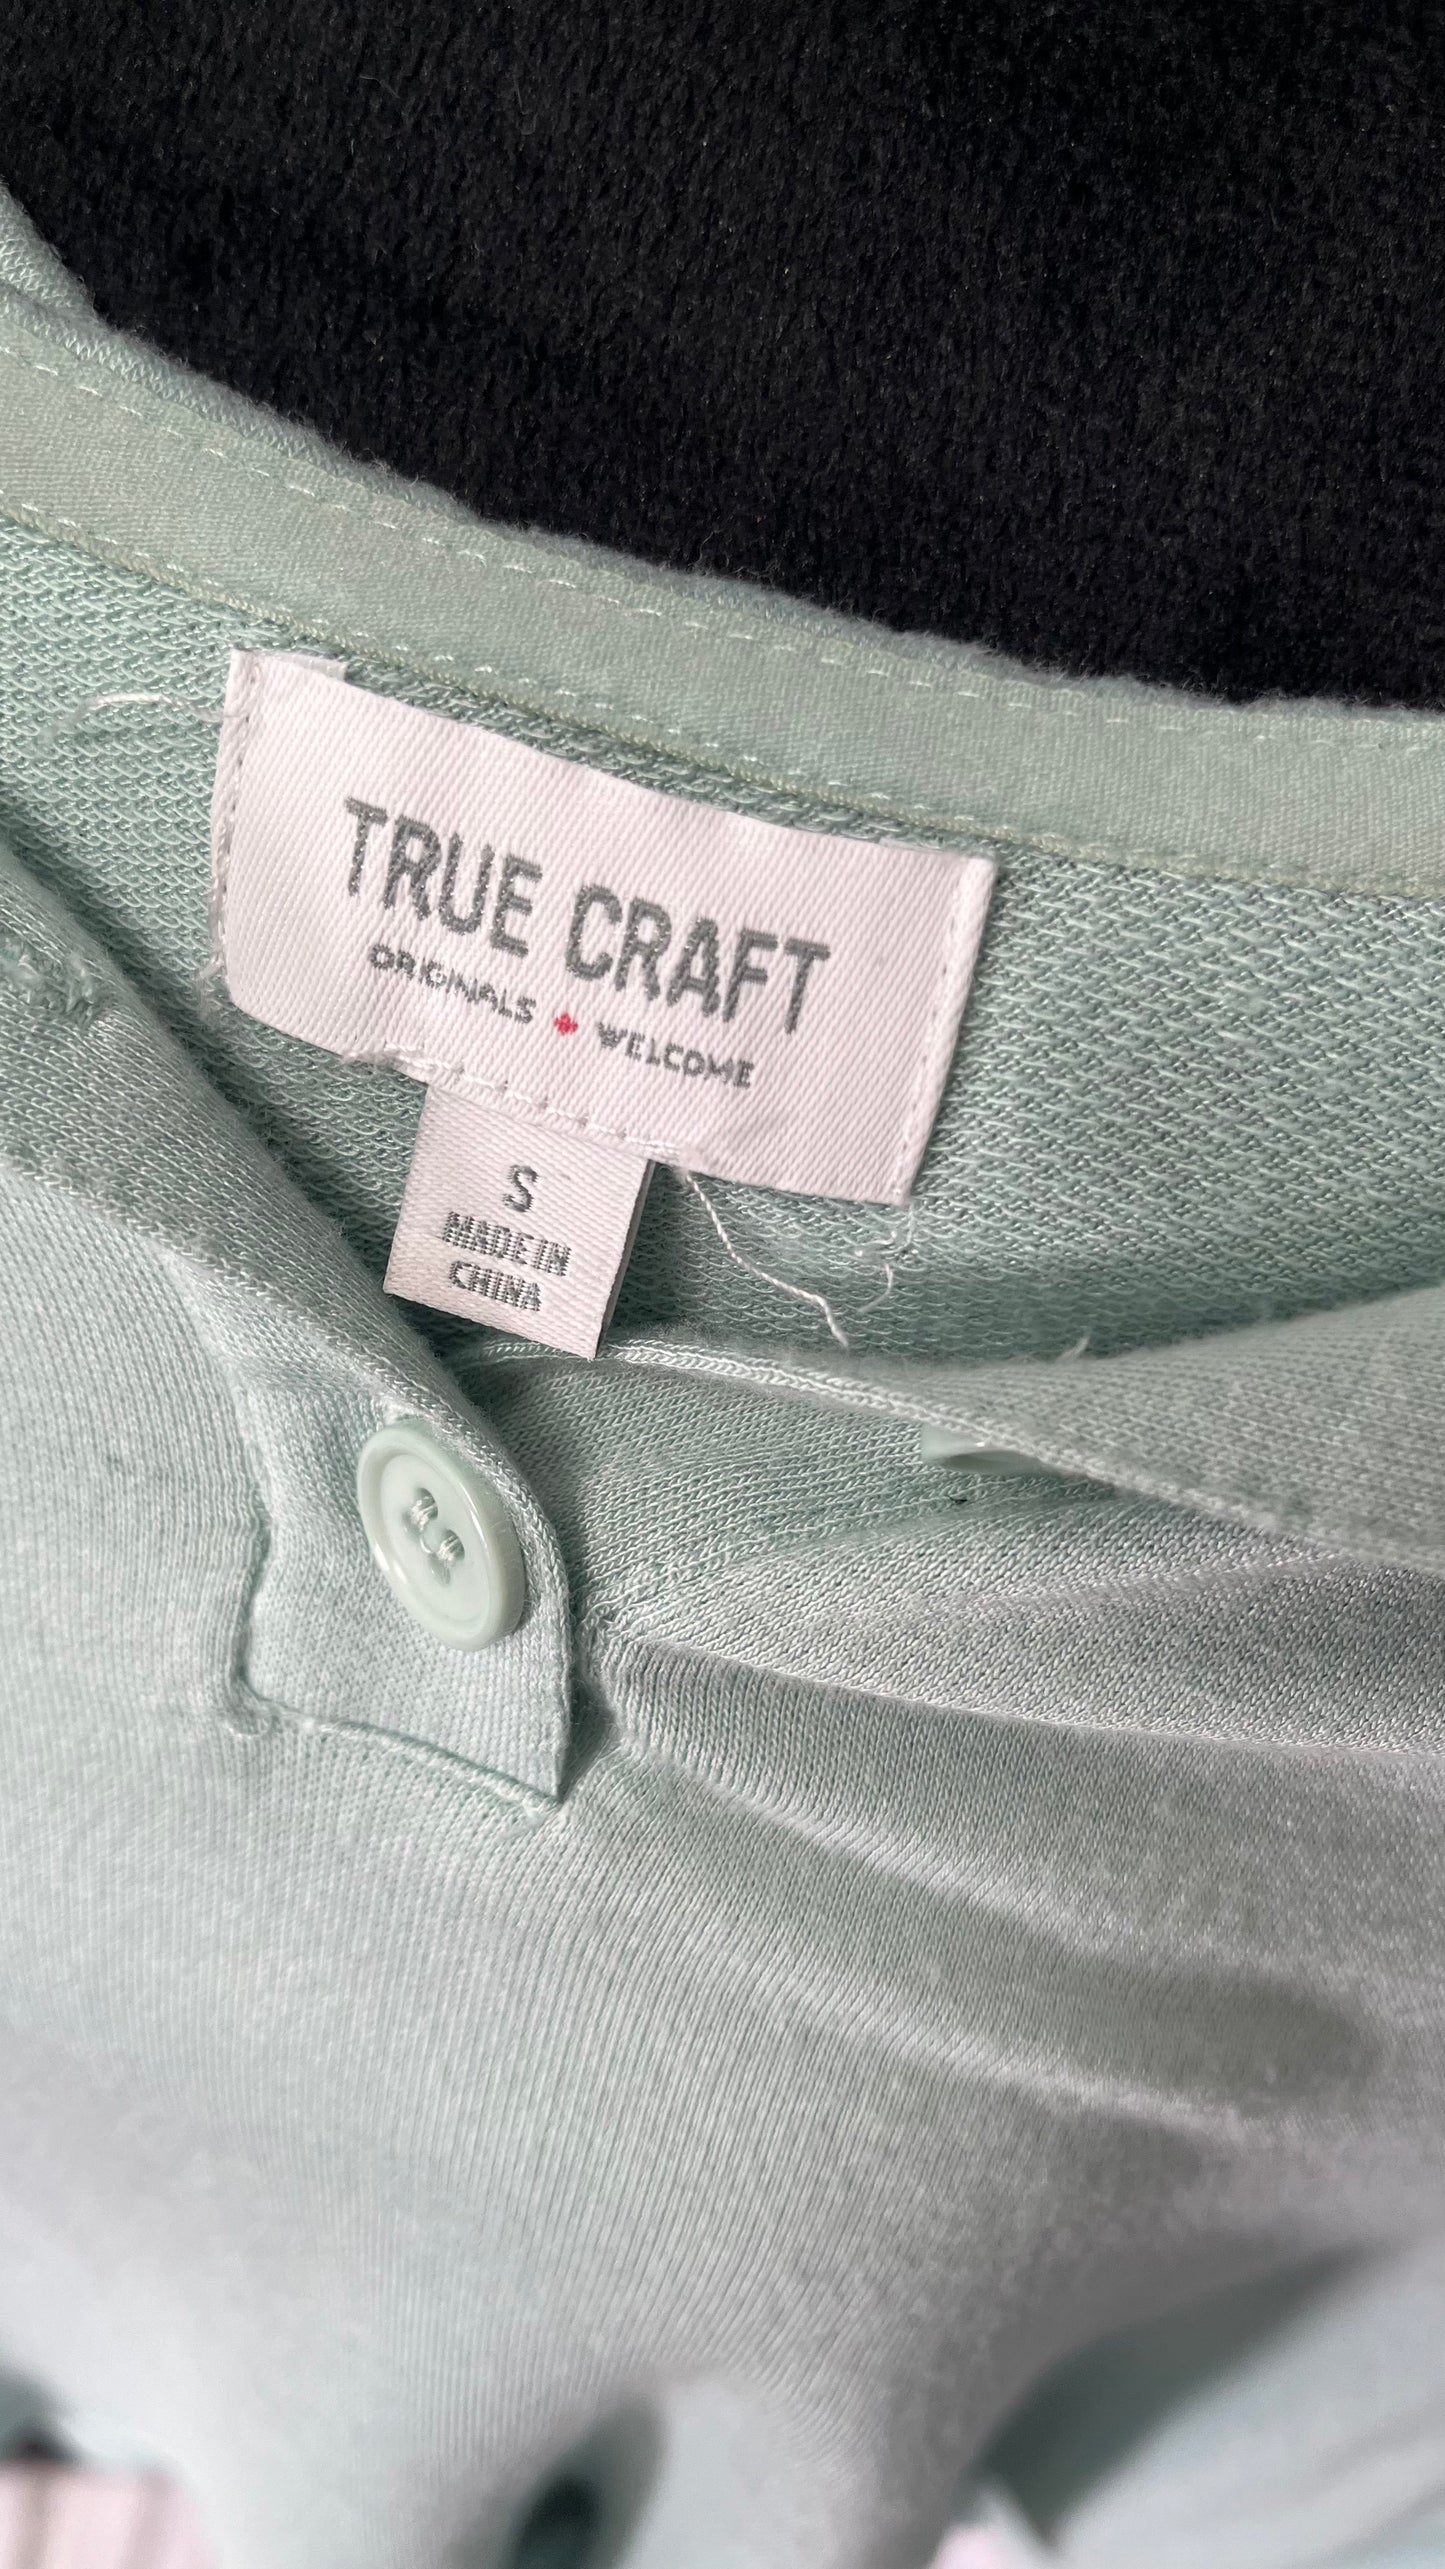 TRUE CRAFT
ORIGINALS WELCOME
S
MADE IN
CHINA